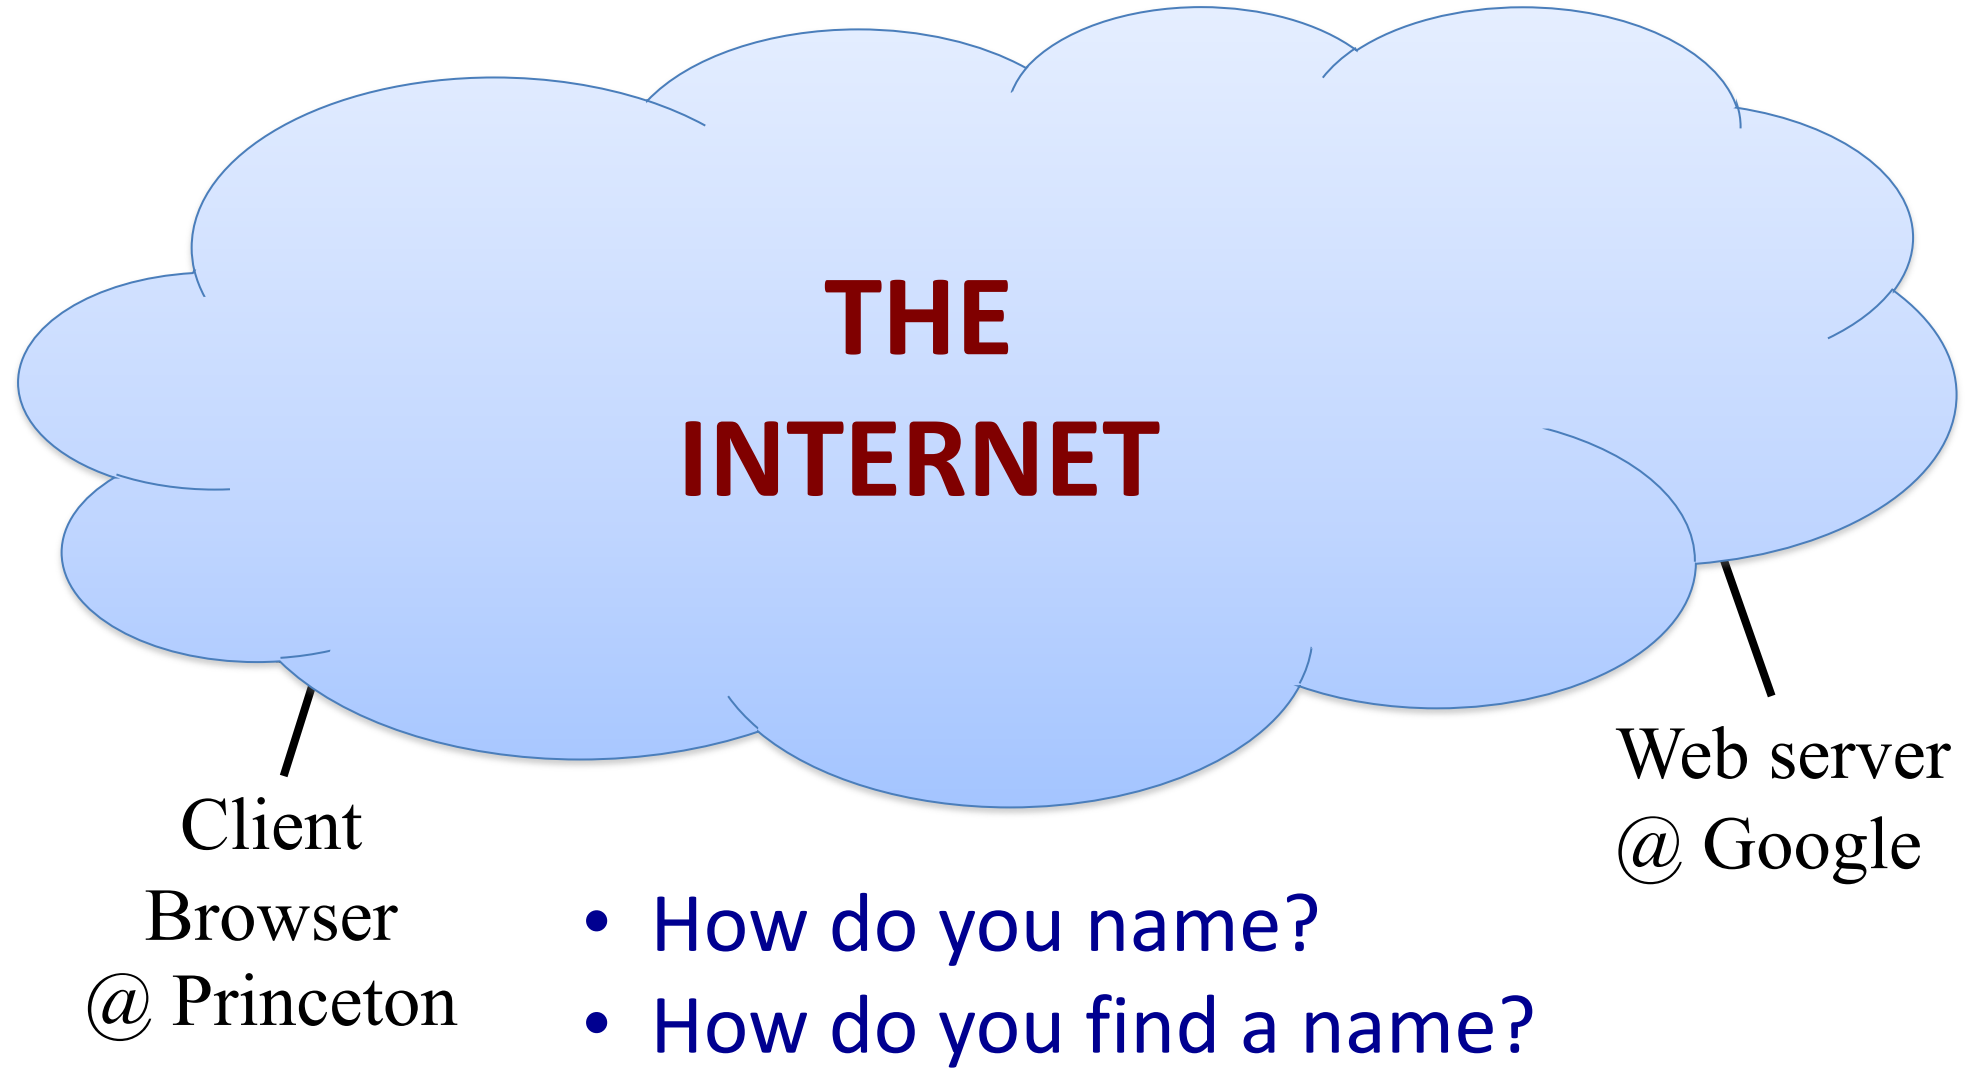 THE
INTERNET
Client
Browser
@ Princeton
Web server
@ Google
• How do you name?
• How do you find a name?